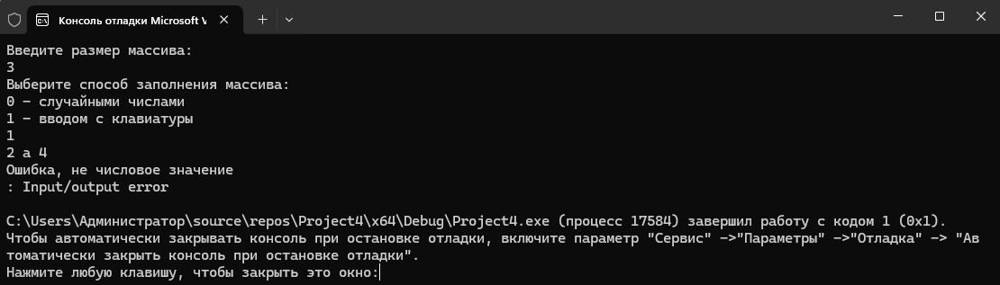 Консоль отладки Microsoft V
Введите размер массива:
3
Выберите способ заполнения массива:
0 - случайными числами
1 - вводом с клавиатуры
1
2 а 4
Ошибка, не числовое значение
: Input/output error
C:\Users\Администратор\source\repos\Project4\x64\Debug\Project4.exe (процесс 17584) завершил работу с кодом 1 (0x1).
Чтобы автоматически закрывать консоль при остановке отладки, включите параметр "Сервис" ->"Параметры" ->"Отладка" -> "Ав
томатически закрыть консоль при остановке отладки".
Нажмите любую клавишу, чтобы закрыть это окно: